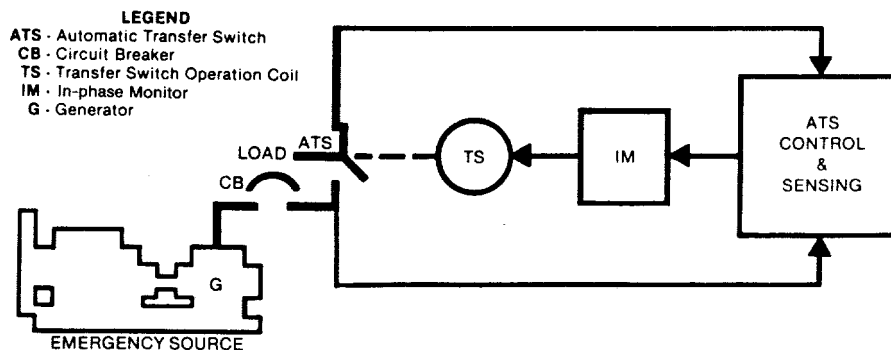 LEGEND
ATS - Automatic Transfer Switch
CB - Circuit Breaker
TS - Transfer Switch Operation Coil
IM - In-phase Monitor
G - Generator
LOAD
ATS
CB
TS
IM
ATS
CONTROL
&
SENSING
G
EMERGENCY SOURCE